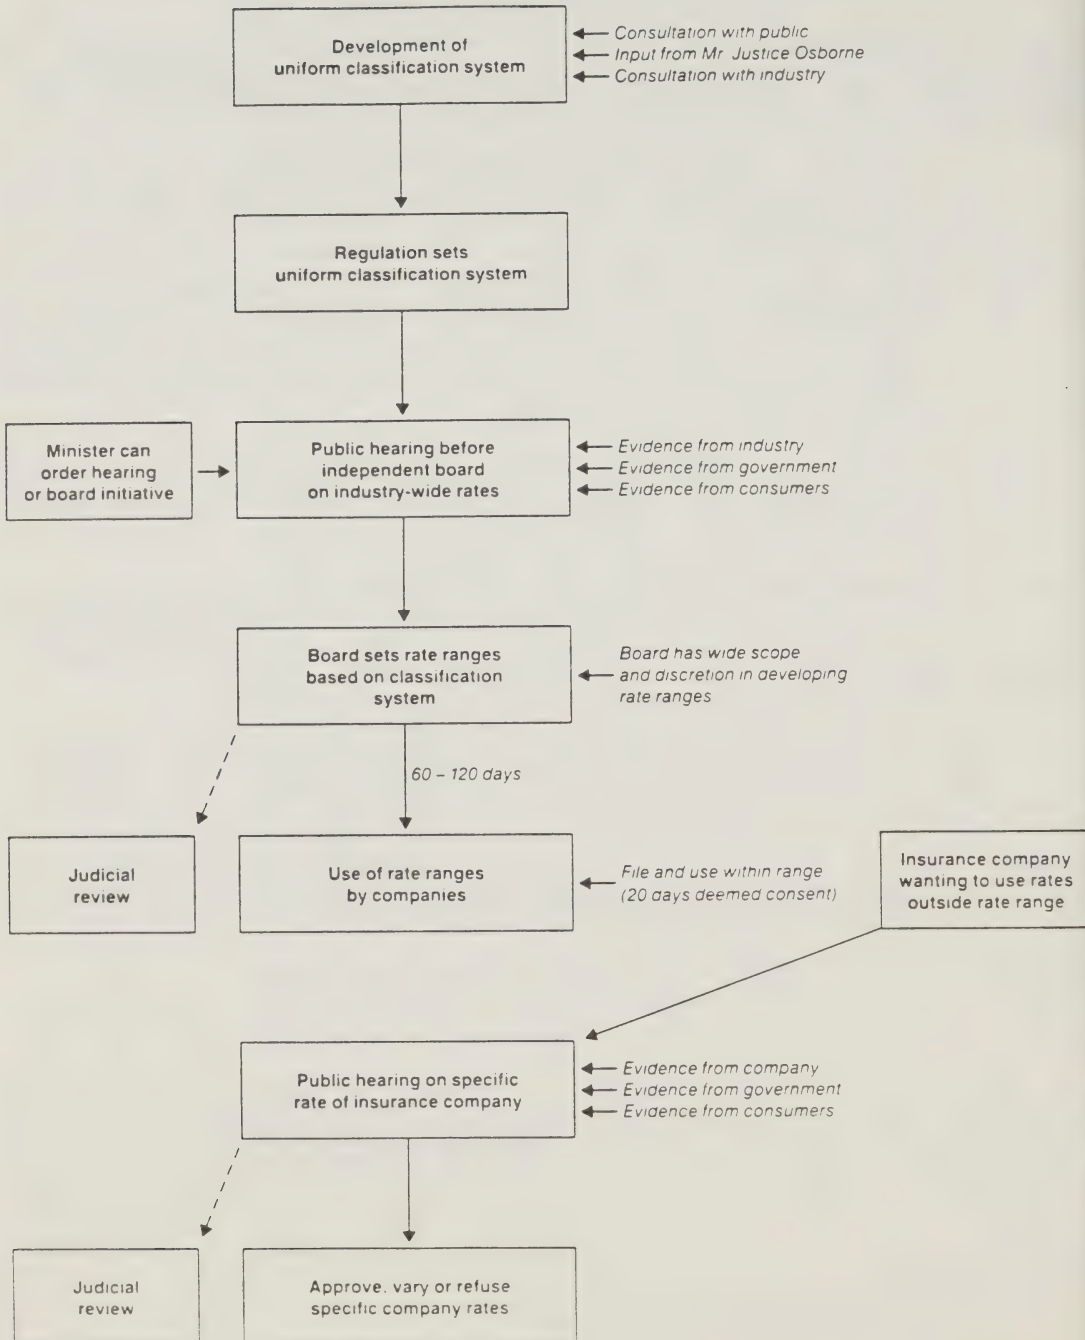 Development of
uniform classification system
Consultation with public
Input from Mr Justice Osborne
Consultation with industry
Regulation sets
uniform classification system
Minister can
order hearing
or board initiative
Public hearing before
independent board
on industry-wide rates
Evidence from industry
Evidence from government
Evidence from consumers
Board sets rate ranges
based on classification
system
Board has wide scope
and discretion in developing
rate ranges
60 – 120 days
Judicial
review
Use of rate ranges
by companies
File and use within range
(20 days deemed consent)
Insurance company
wanting to use rates
outside rate range
Public hearing on specific
rate of insurance company
Evidence from company
Evidence from government
Evidence from consumers
Judicial
review
Approve, vary or refuse
specific company rates